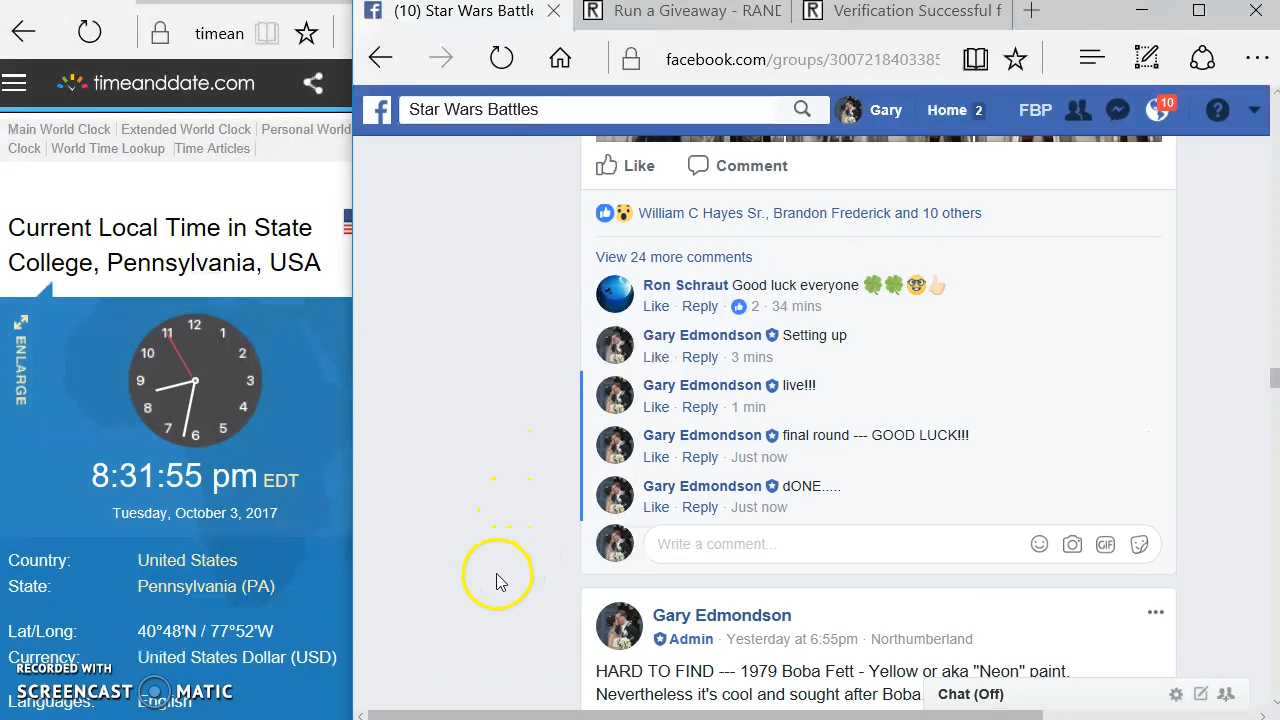 timean
timeanddate.com
Main World Clock Extended World Clock Personal World
Clock World Time Lookup Time Articles
Current Local Time in State
College, Pennsylvania, USA
ENLARGE
12
1
2
3
4
5
6
7
8
9
10
11
8:31:55 pm EDT
Tuesday, October 3, 2017
Country: United States
State: Pennsylvania (PA)
Lat/Long: 40°48'N / 77°52'W
Currency: United States Dollar (USD)
Languages: English
RECORDED WITH
SCREENCAST MATIC
(10) Star Wars Battle
Run a Giveaway - RAND
Verification Successful f
facebook.com/groups/3007218403385
Star Wars Battles
Gary Home 2 FBP 10
Like Comment
William C Hayes Sr., Brandon Frederick and 10 others
View 24 more comments
Ron Schraut Good luck everyone 🍀🍀🤓👍🏻
Like · Reply · 2 · 34 mins
Gary Edmondson Setting up
Like · Reply · 3 mins
Gary Edmondson live!!!
Like · Reply · 1 min
Gary Edmondson final round --- GOOD LUCK!!!
Like · Reply · Just now
Gary Edmondson dONE.....
Like · Reply · Just now
Write a comment...
GIF
Gary Edmondson
Admin · Yesterday at 6:55pm · Northumberland
HARD TO FIND --- 1979 Boba Fett - Yellow or aka "Neon" paint.
Nevertheless it's cool and sought after Boba
Chat (Off)